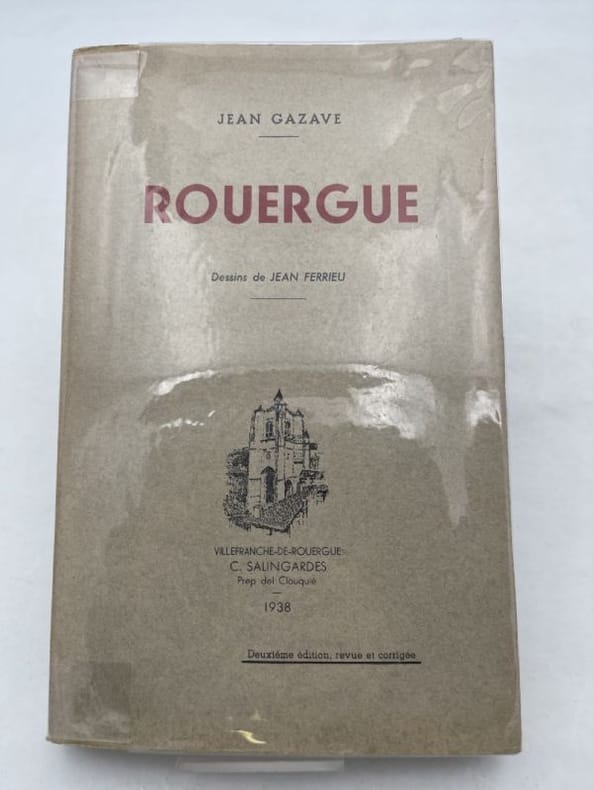 JEAN GAZAVE
ROUERGUE
Dessins de JEAN FERRIEU
VILLEFRANCHE-DE-ROUERGUE
C. SALINGARDES
Prep del Clouquié
1938
Deuxiéme édition, revue et corrigée